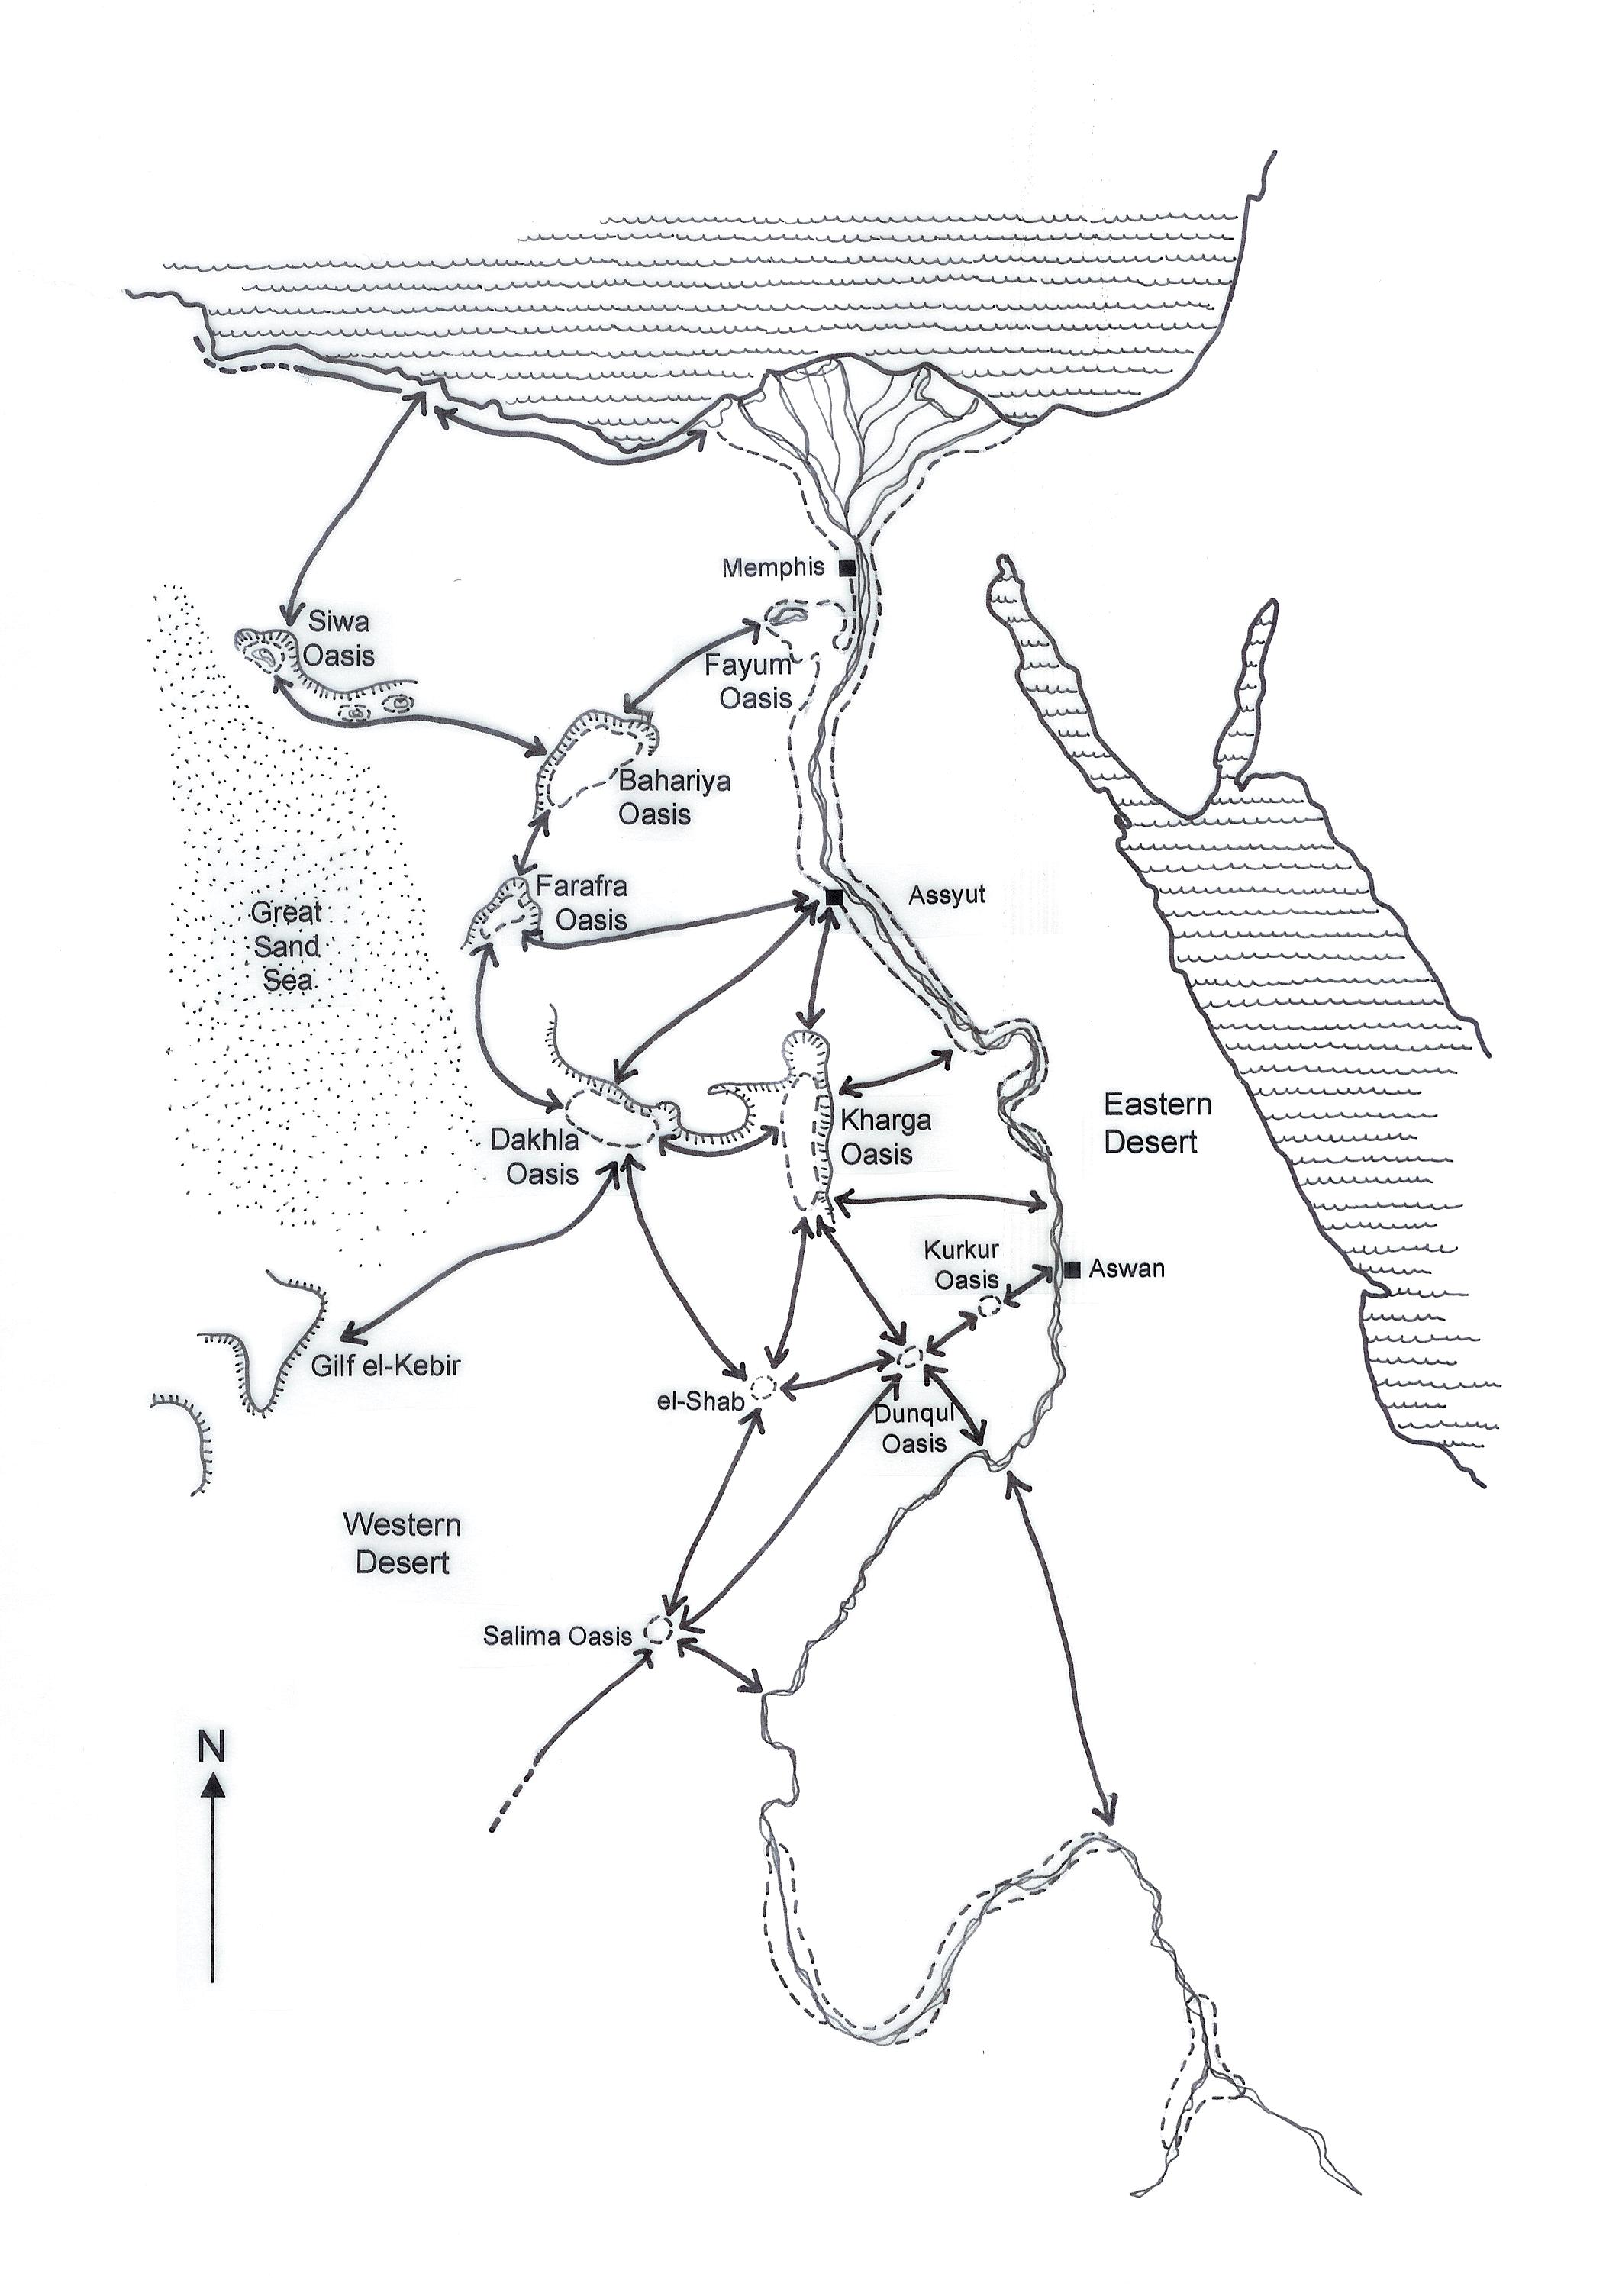 Memphis
Siwa
Oasis
Fayum
Oasis
Bahariya
Oasis
Farafra
Oasis
Assyut
Great
Sand
Sea
Eastern
Desert
Kharga
Oasis
Dakhla
Oasis
Kurkur
Oasis
Aswan
Gilf el-Kebir
el-Shab
Dunqul
Oasis
Western
Desert
Salima Oasis
N